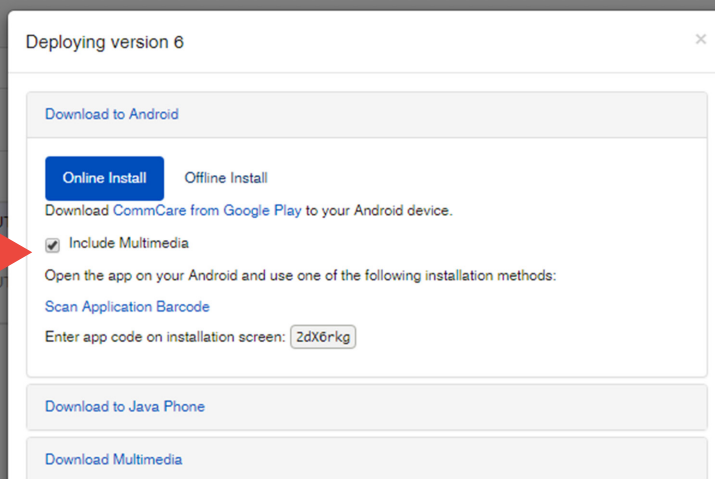 Deploying version 6
×
Download to Android
Online Install Offline Install
Download CommCare from Google Play to your Android device.
Include Multimedia
Open the app on your Android and use one of the following installation methods:
Scan Application Barcode
Enter app code on installation screen: 2dX6rkg
Download to Java Phone
Download Multimedia